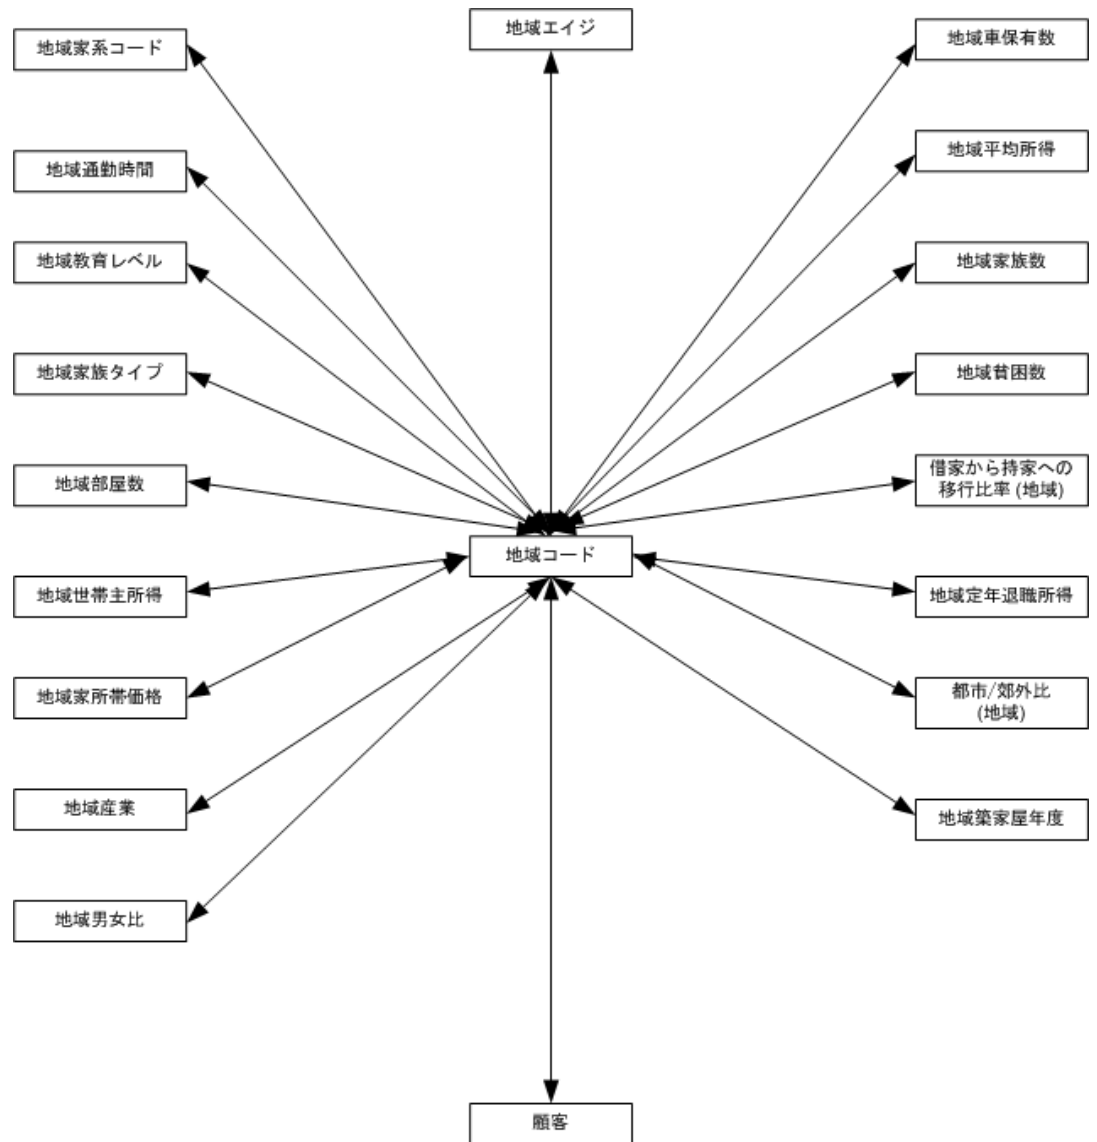 地域エイジ
地域家系コード
地域車保有数
地域通勤時間
地域平均所得
地域教育レベル
地域家族数
地域家族タイプ
地域貧困数
地域部屋数
借家から持家への
移行比率 (地域)
地域コード
地域世帯主所得
地域定年退職所得
地域家所帯価格
都市/郊外比
(地域)
地域産業
地域築家屋年度
地域男女比
顧客